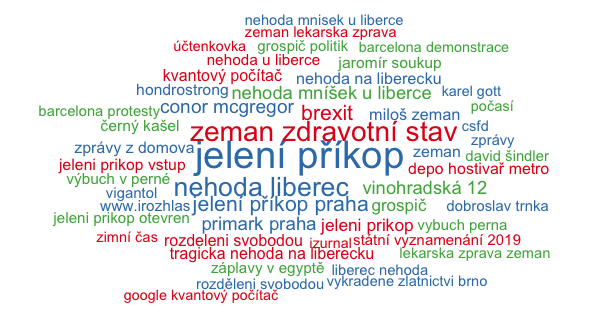 nehoda mnisek u liberce
zeman lekarska zprava
účtenkovka gospič politik barcelona demonstrace
nehoda u liberce jaromír soukup
kvantový počítač nehoda na liberecku
hondrostrong nehoda mníšek u liberce karel gott
barcelona protesty conor mcgregor brexit miloš zeman počasí
černý kašel zeman zdravotní stav csfd
zprávy z domova jelení příkop zeman zprávy
david šindler
jeleni prikop vstup depo hostivař metro
výbuch v perné nehoda liberec vinohradská 12
vigantol
www.irozhlas jelení příkop praha grospič dobroslav trnka
jeleni prikop otevren primark praha jeleni prikop vybuch perna
zimní čas rozdeleni svobodou izurnal státní vyznamenání 2019
tragicka nehoda na liberecku lekarska zprava zeman
záplavy v egyptě liberec nehoda
rozděleni svobodou vykradene zlatnictvi brno
google kvantový počítač